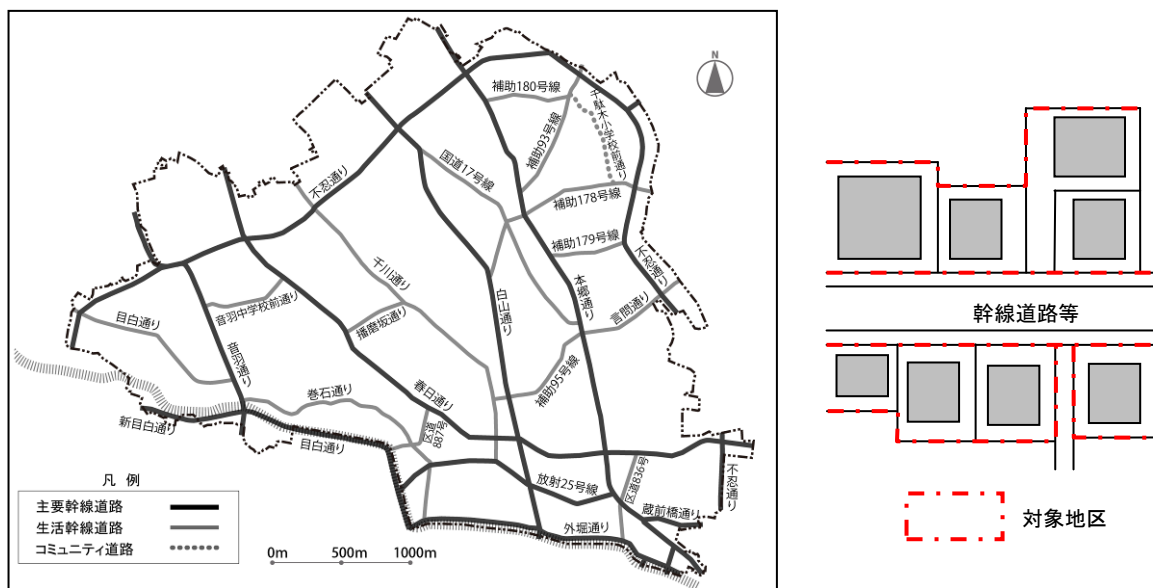 N
補助180号線
千駄木小学校前通り
補助93号線
国道17号線
不忍通り
補助178号線
補助179号線
不忍通り
千川通り
本郷通り
白山通り
言問通り
音羽中学校前通り
播磨坂通り
目白通り
音羽通り
補助95号線
巻石通り
春日通り
区道
887号
新目白通り
目白通り
放射25号線
区道836号
不忍通り
蔵前橋通り
外堀通り
凡 例
主要幹線道路
生活幹線道路
コミュニティ道路
0m 500m 1000m
幹線道路等
対象地区